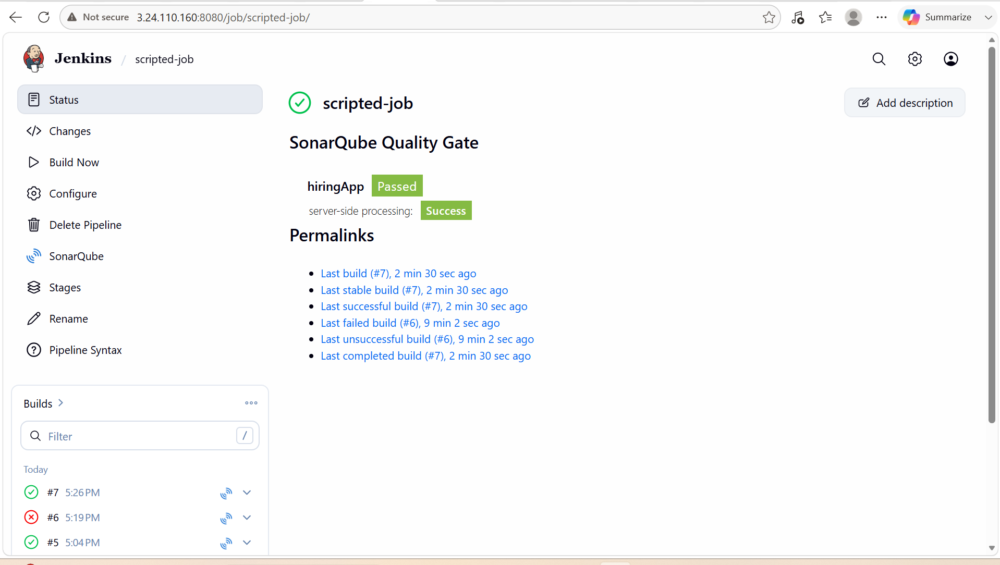 Not secure 3.24.110.160:8080/job/scripted-job/ Summarize
Jenkins / scripted-job
Status
Changes
Build Now
Configure
Delete Pipeline
SonarQube
Stages
Rename
Pipeline Syntax
Builds
Filter /
Today
#7 5:26 PM
#6 5:19 PM
#5 5:04 PM
scripted-job
Add description
SonarQube Quality Gate
hiringApp Passed
server-side processing: Success
Permalinks
• Last build (#7), 2 min 30 sec ago
• Last stable build (#7), 2 min 30 sec ago
• Last successful build (#7), 2 min 30 sec ago
• Last failed build (#6), 9 min 2 sec ago
• Last unsuccessful build (#6), 9 min 2 sec ago
• Last completed build (#7), 2 min 30 sec ago